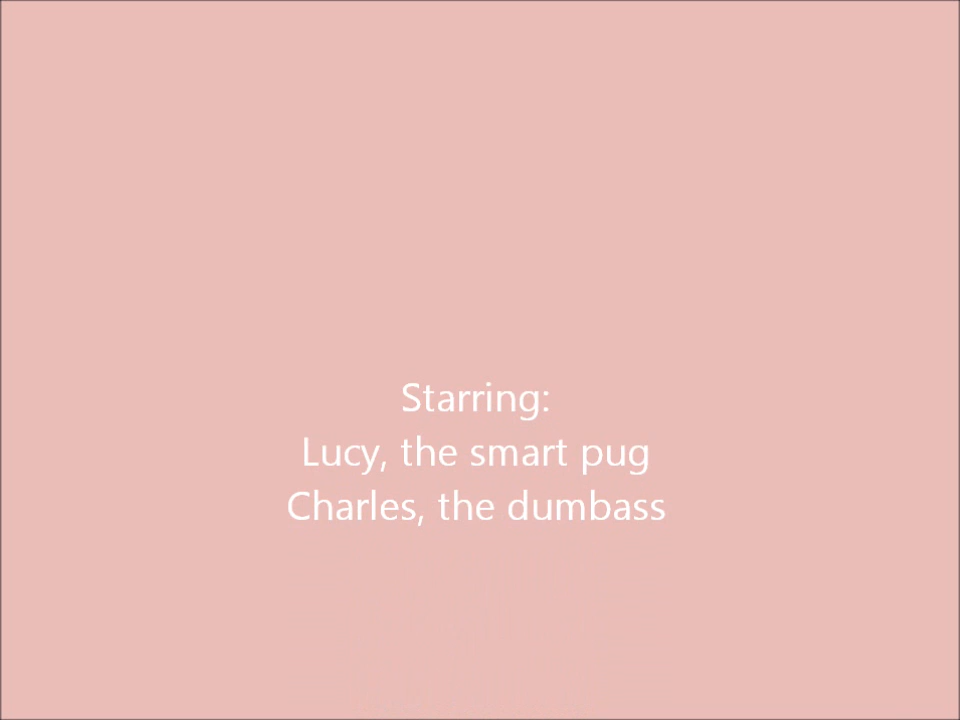 Starring:
Lucy, the smart pug
Charles, the dumbass